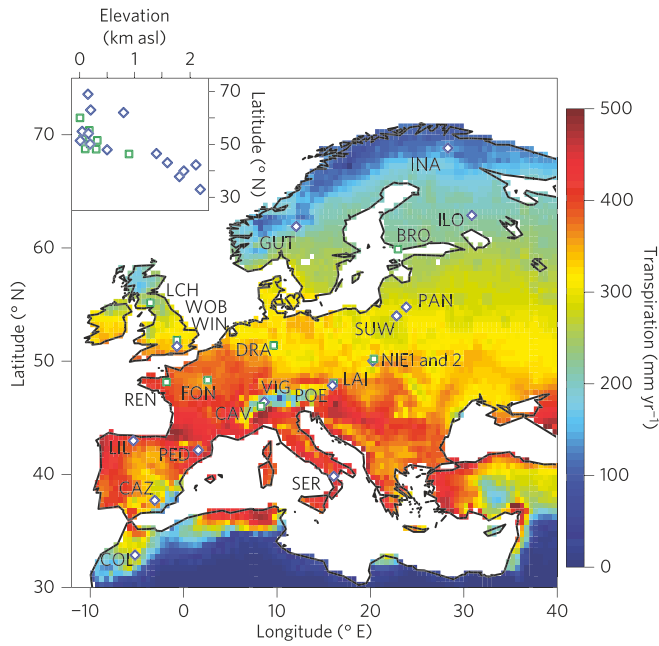 Elevation
(km asl)
0 1 2
70
50
30
Latitude (° N)
70
60
50
40
30
Latitude (° N)
−10 0 10 20 30 40
Longitude (° E)
INA
ILO
GUT
BRO
LCH
WOB
WIN
PAN
SUW
DRA
NIE1 and 2
REN
FON
VIG
POE
LAI
CAV
LIL
PED
CAZ
SER
COL
500
400
300
200
100
0
Transpiration (mm yr⁻¹)